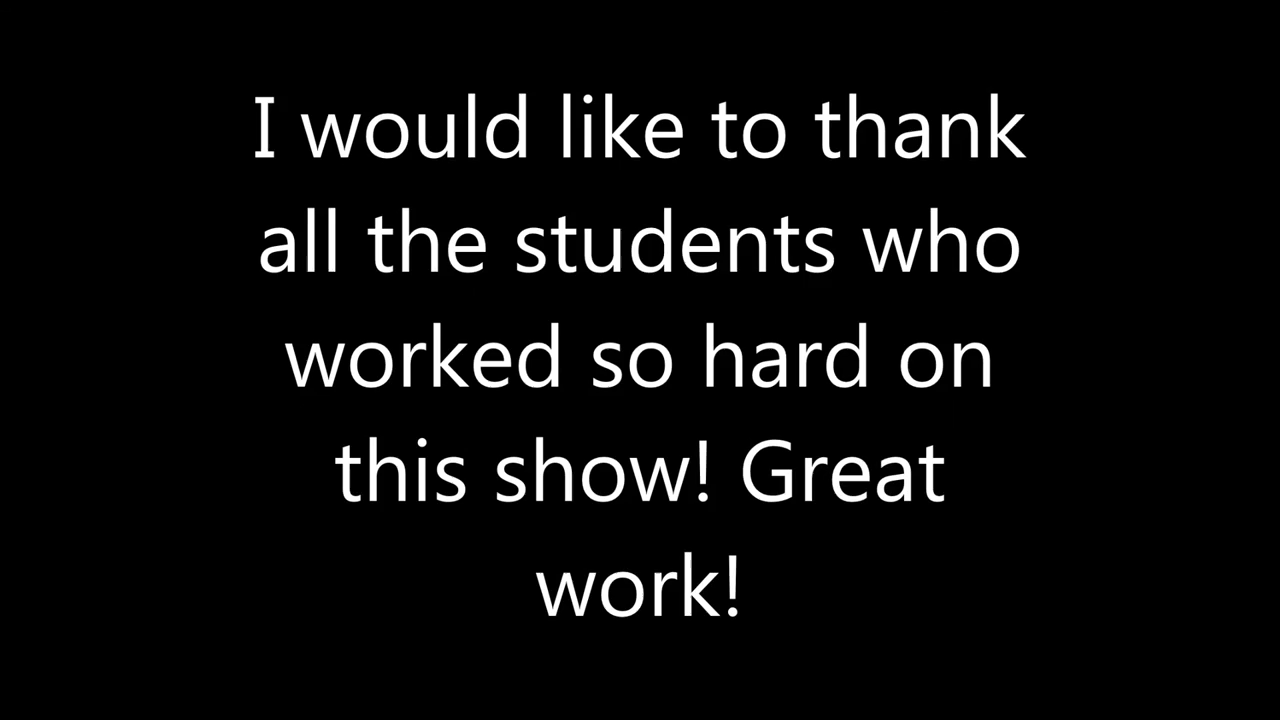 I would like to thank
all the students who
worked so hard on
this show! Great
work!